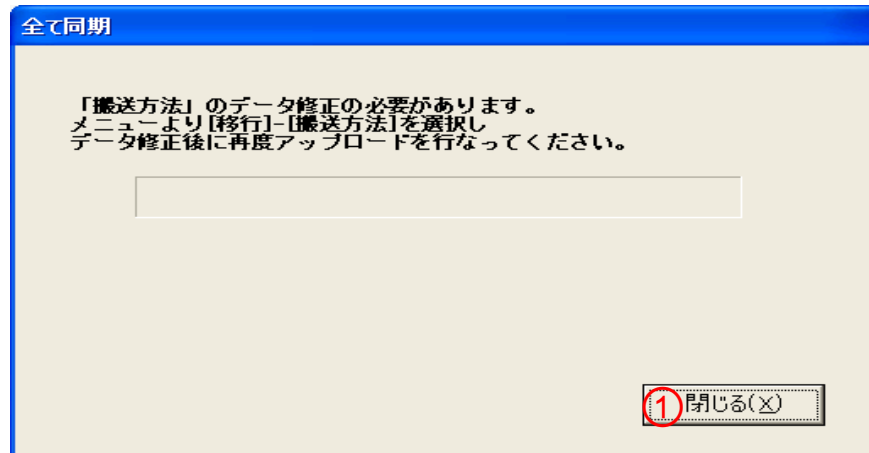 全て同期
「搬送方法」のデータ修正の必要があります。
メニューより[移行]-[搬送方法]を選択し
データ修正後に再度アップロードを行なってください。
① 閉じる(X)